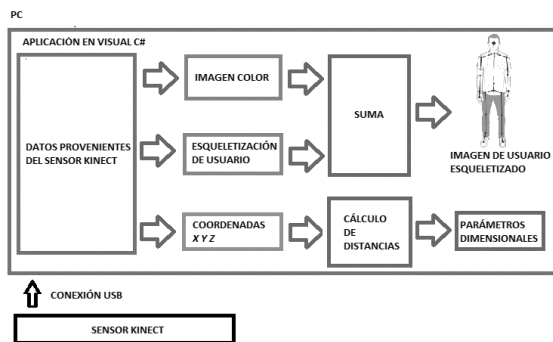 PC
APLICACIÓN EN VISUAL C#
DATOS PROVENIENTES
DEL SENSOR KINECT
IMAGEN COLOR
ESQUELETIZACIÓN
DE USUARIO
COORDENADAS
X Y Z
SUMA
CÁLCULO
DE
DISTANCIAS
IMAGEN DE USUARIO
ESQUELETIZADO
PARÁMETROS
DIMENSIONALES
CONEXIÓN USB
SENSOR KINECT